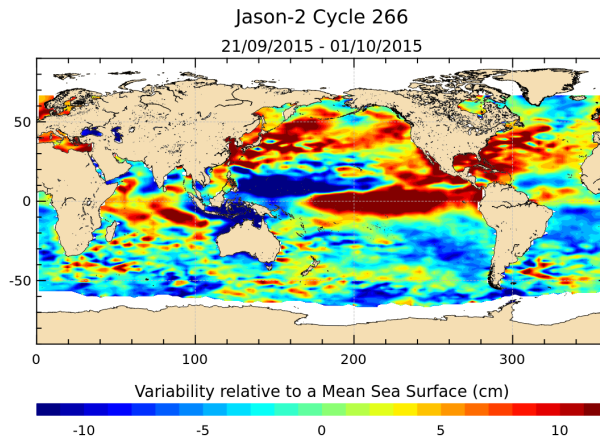 Jason-2 Cycle 266
21/09/2015 - 01/10/2015
50
0
-50
0 100 200 300
Variability relative to a Mean Sea Surface (cm)
-10 -5 0 5 10